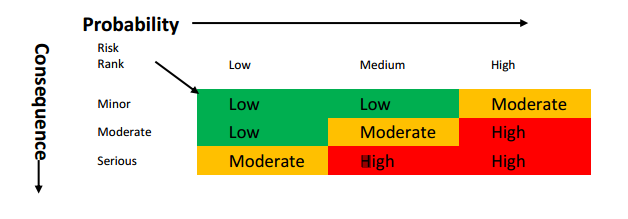 Probability
Consequence
Risk
Rank Low Medium High
Minor Low Low Moderate
Moderate Low Moderate High
Serious Moderate High High